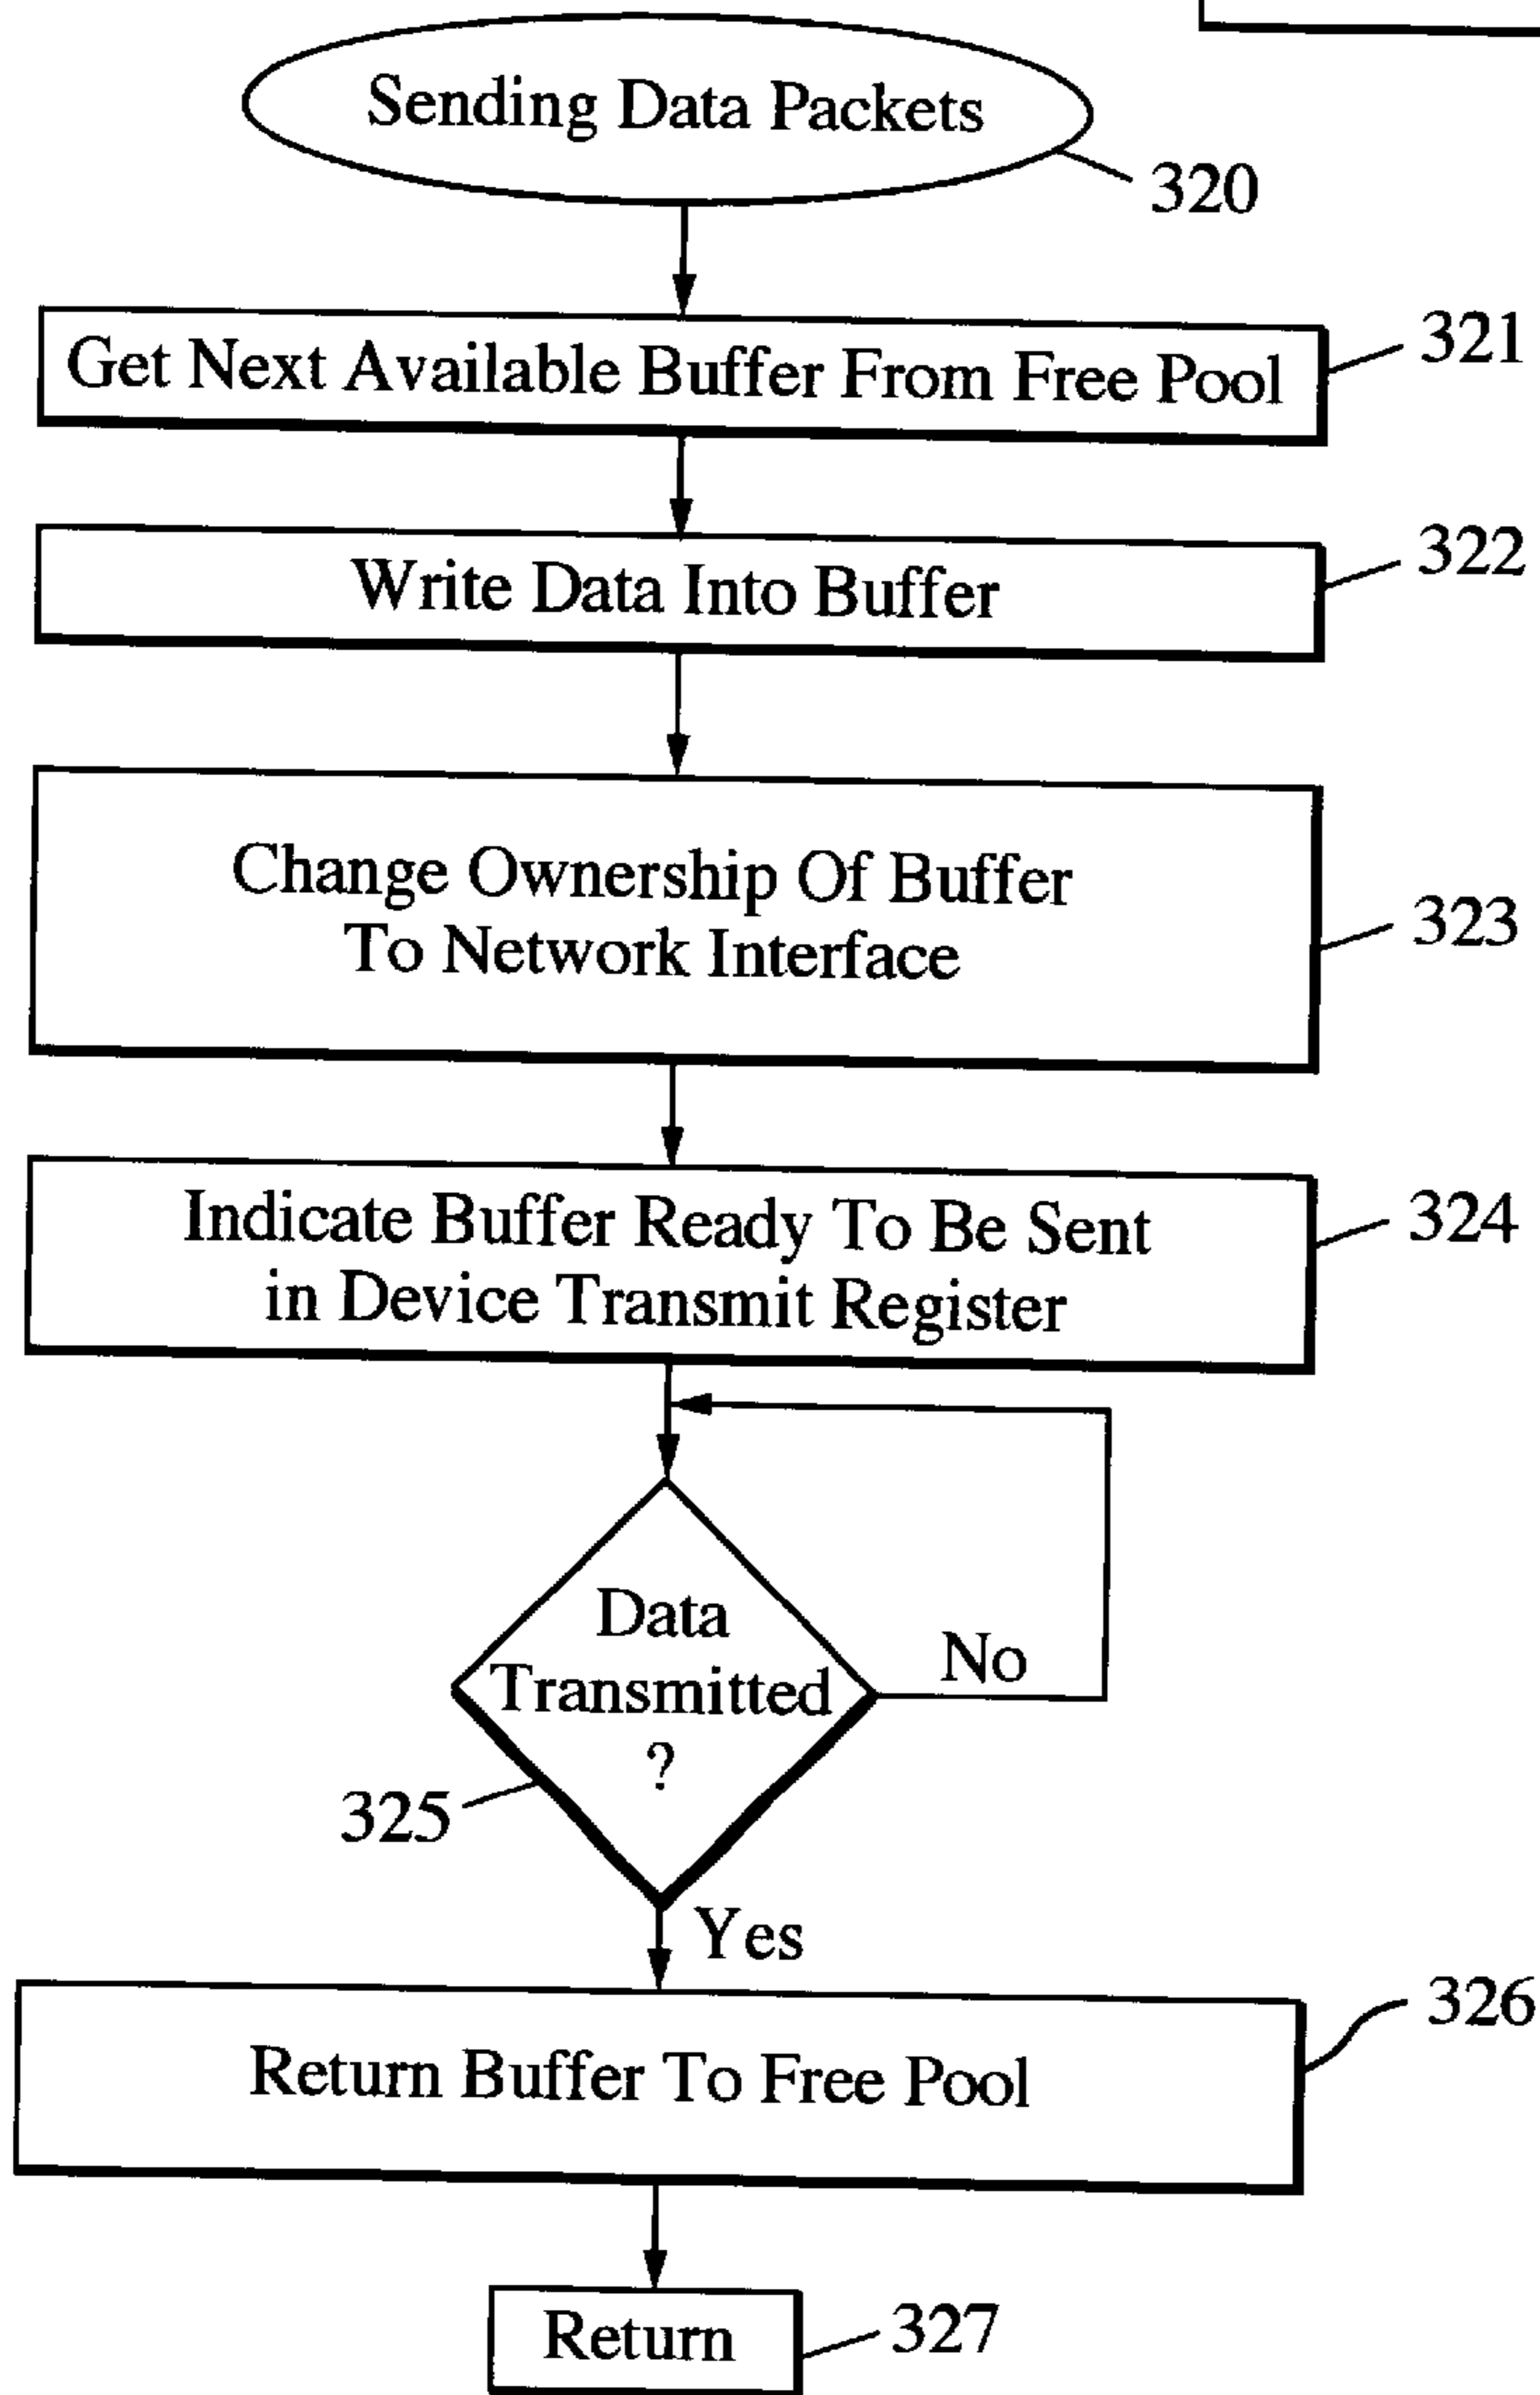 Sending Data Packets
320
Get Next Available Buffer From Free Pool
321
Write Data Into Buffer
322
Change Ownership Of Buffer
To Network Interface
323
Indicate Buffer Ready To Be Sent
in Device Transmit Register
324
Data
Transmitted
?
No
325
Yes
Return Buffer To Free Pool
326
Return
327